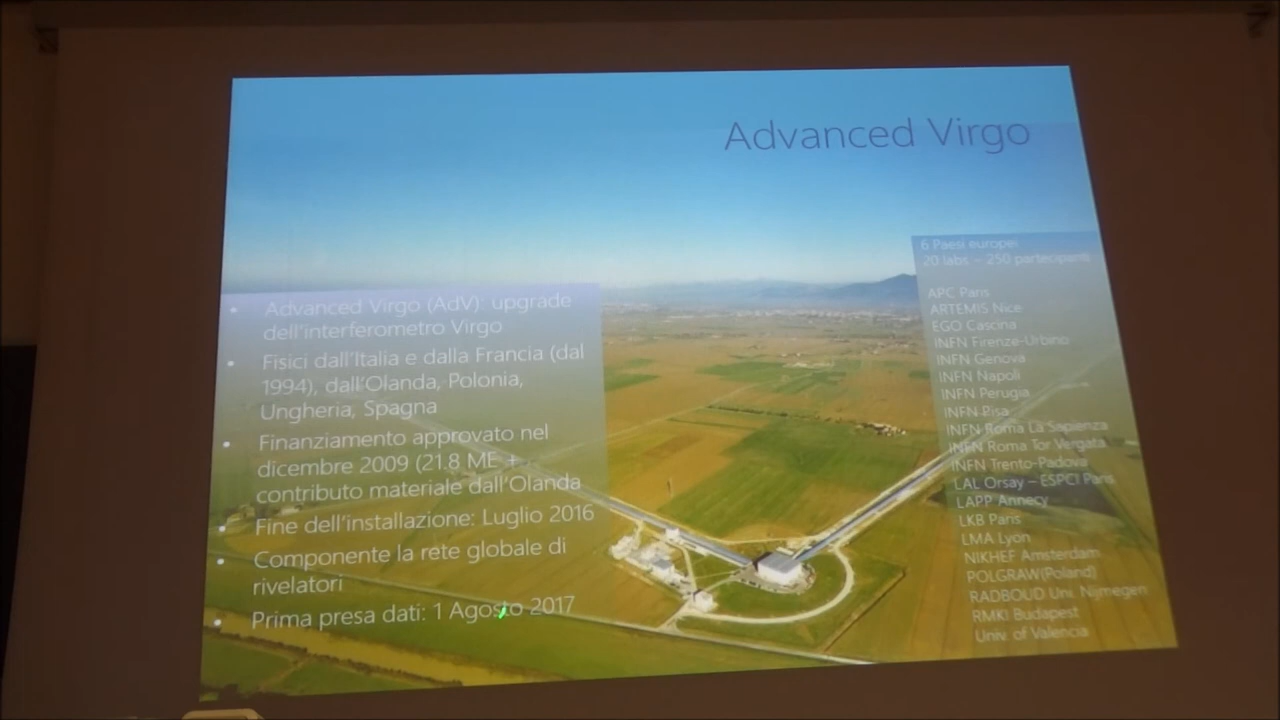 Advanced Virgo
Advanced Virgo (AdV): upgrade
dell'interferometro Virgo
Fisici dall'Italia e dalla Francia (dal
1994), dall'Olanda, Polonia,
Ungheria, Spagna
Finanziamento approvato nel
dicembre 2009 (21.8 ME +
contributo materiale dall'Olanda
Fine dell'installazione: Luglio 2016
Componente la rete globale di
rivelatori
Prima presa dati: 1 Agosto 2017
6 Paesi europei
20 labs – 250 partecipanti
APC Paris
ARTEMIS Nice
EGO Cascina
INFN Firenze-Urbino
INFN Genova
INFN Napoli
INFN Perugia
INFN Pisa
INFN Roma La Sapienza
INFN Roma Tor Vergata
INFN Trento-Padova
LAL Orsay – ESPCI Paris
LAPP Annecy
LKB Paris
LMA Lyon
NIKHEF Amsterdam
POLGRAW(Poland)
RADBOUD Uni. Nijmegen
RMKI Budapest
Univ. of Valencia